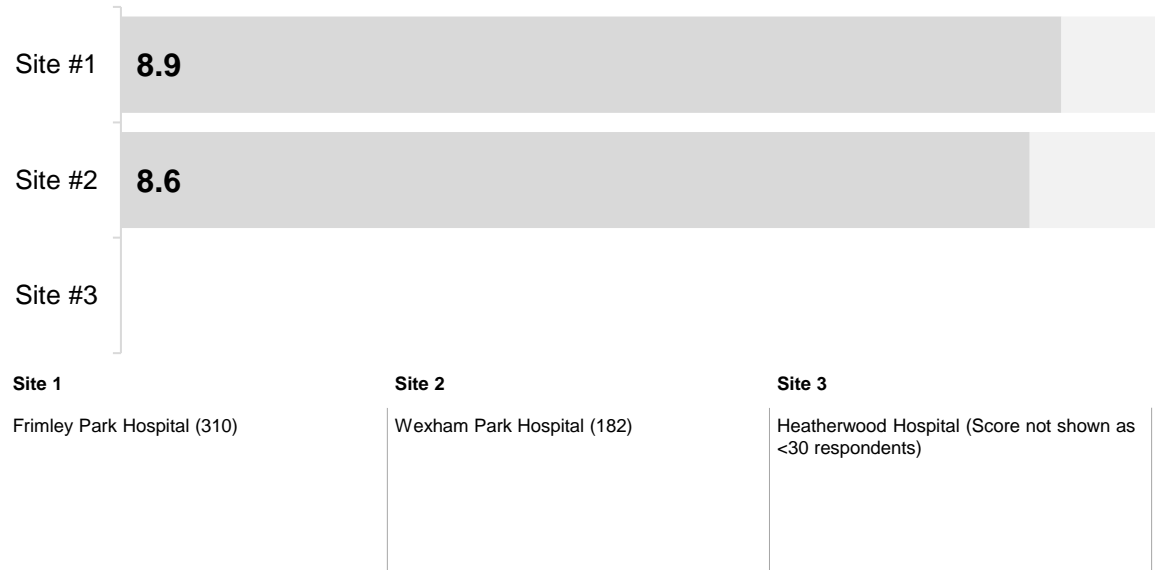 Site #1
8.9
Site #2
8.6
Site #3
Site 1
Site 2
Site 3
Frimley Park Hospital (310)
Wexham Park Hospital (182)
Heatherwood Hospital (Score not shown as
<30 respondents)